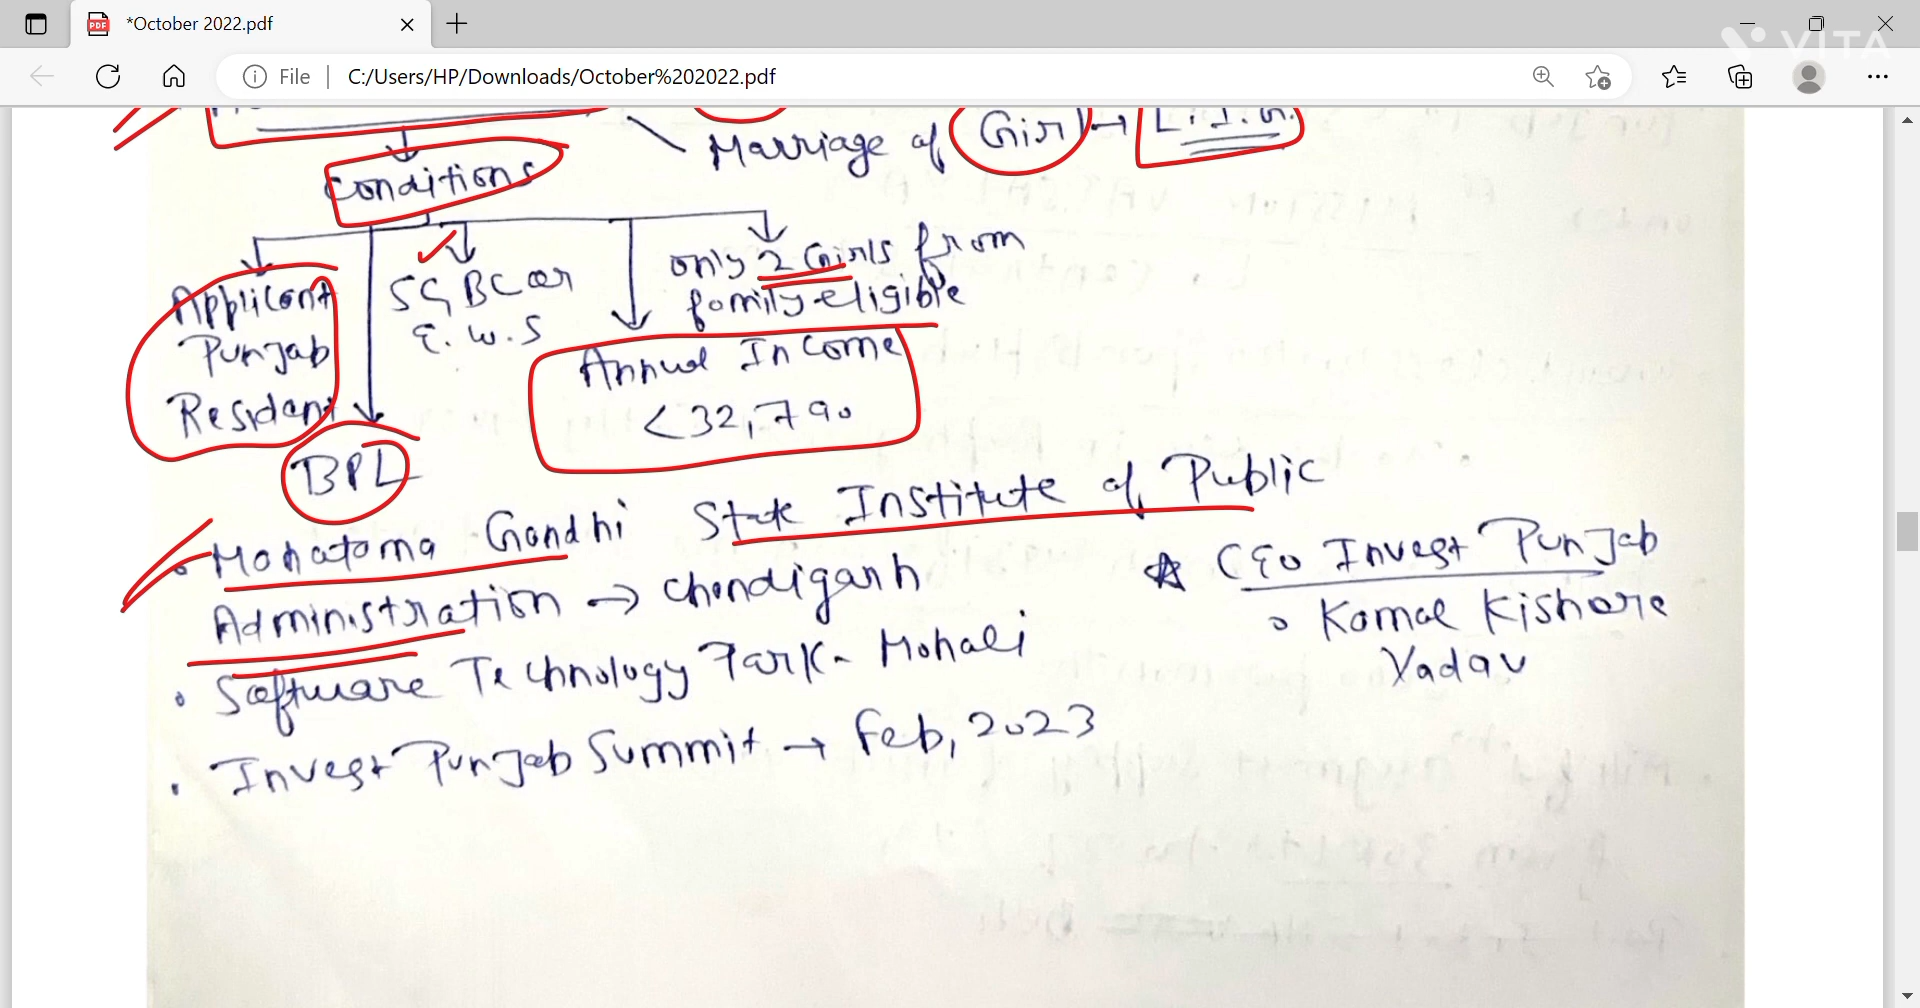 *October 2022.pdf
VITA
File
C:/Users/HP/Downloads/October%202022.pdf
Marriage of Girl → L.I.G.
Conditions
only 2 Girls from
family eligible
Applicant
Punjab
Resident
SC, BC or
E.W.S
Annual Income
<32,790
BPL
• Mahatama Gandhi State Institute of Public
Administration → Chandigarh
• Software Technology Park - Mohali
• Invest Punjab Summit → Feb, 2023
☆ CEO Invest Punjab
• Kamal Kishore
Yadav